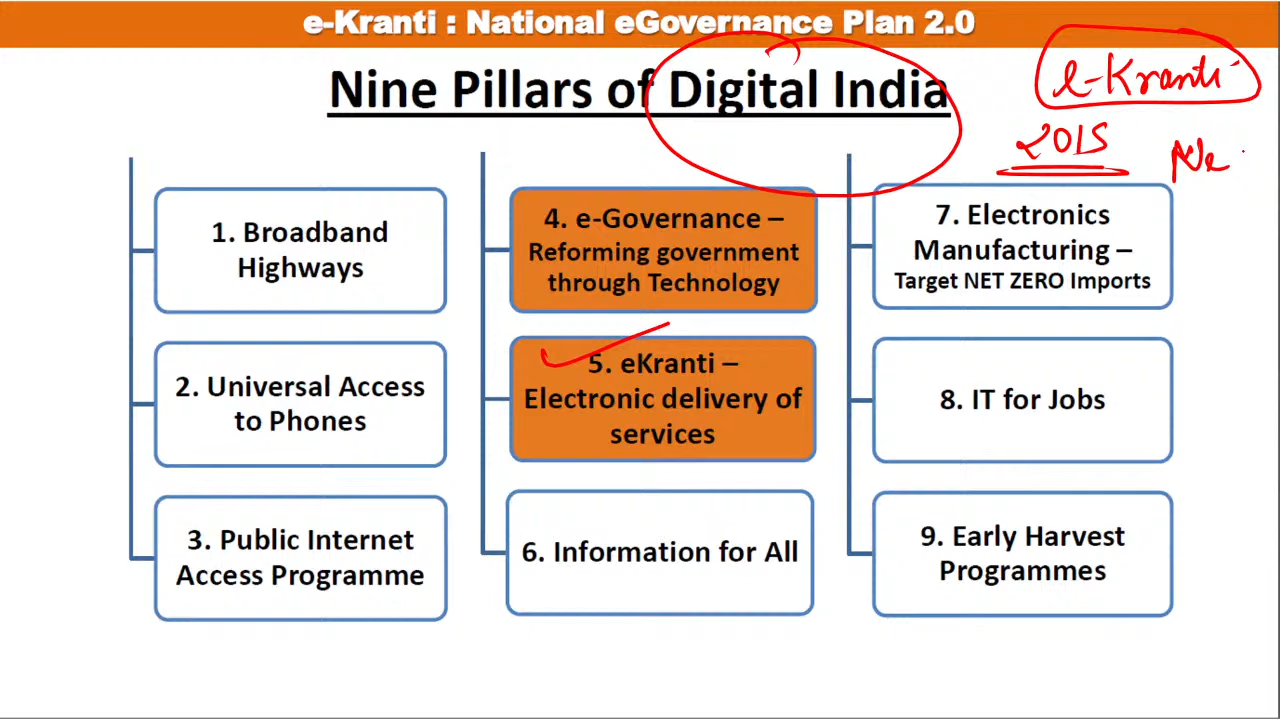 e-Kranti : National eGovernance Plan 2.0
Nine Pillars of Digital India
e-Kranti
2015
1. Broadband
Highways
2. Universal Access
to Phones
3. Public Internet
Access Programme
4. e-Governance –
Reforming government
through Technology
5. eKranti –
Electronic delivery of
services
6. Information for All
7. Electronics
Manufacturing –
Target NET ZERO Imports
8. IT for Jobs
9. Early Harvest
Programmes